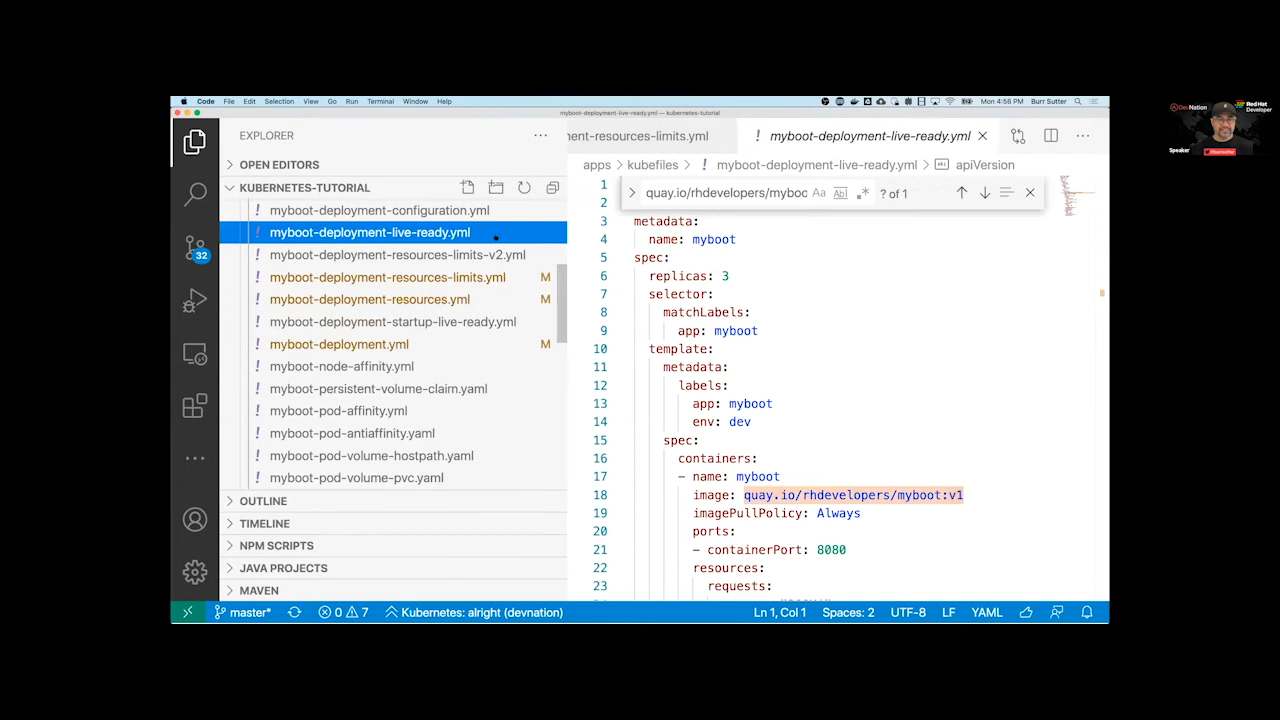 Code File Edit Selection View Go Run Terminal Window Help
Mon 4:56 PM Burr Sutter
myboot-deployment-live-ready.yml — kubernetes-tutorial
EXPLORER
OPEN EDITORS
KUBERNETES-TUTORIAL
! myboot-deployment-configuration.yml
! myboot-deployment-live-ready.yml
! myboot-deployment-resources-limits-v2.yml
! myboot-deployment-resources-limits.yml M
! myboot-deployment-resources.yml M
! myboot-deployment-startup-live-ready.yml
! myboot-deployment.yml M
! myboot-node-affinity.yml
! myboot-persistent-volume-claim.yaml
! myboot-pod-affinity.yml
! myboot-pod-antiaffinity.yaml
! myboot-pod-volume-hostpath.yaml
! myboot-pod-volume-pvc.yaml
OUTLINE
TIMELINE
NPM SCRIPTS
JAVA PROJECTS
MAVEN
32
ent-resources-limits.yml
! myboot-deployment-live-ready.yml
apps > kubefiles > ! myboot-deployment-live-ready.yml > apiVersion
quay.io/rhdevelopers/myboo Aa Abl .* ? of 1
1
2
3 metadata:
4 name: myboot
5 spec:
6 replicas: 3
7 selector:
8 matchLabels:
9 app: myboot
10 template:
11 metadata:
12 labels:
13 app: myboot
14 env: dev
15 spec:
16 containers:
17 - name: myboot
18 image: quay.io/rhdevelopers/myboot:v1
19 imagePullPolicy: Always
20 ports:
21 - containerPort: 8080
22 resources:
23 requests:
master* 0 7 Kubernetes: alright (devnation)
Ln 1, Col 1 Spaces: 2 UTF-8 LF YAML
DevNation
Red Hat
Developer
Speaker
#burrsutter